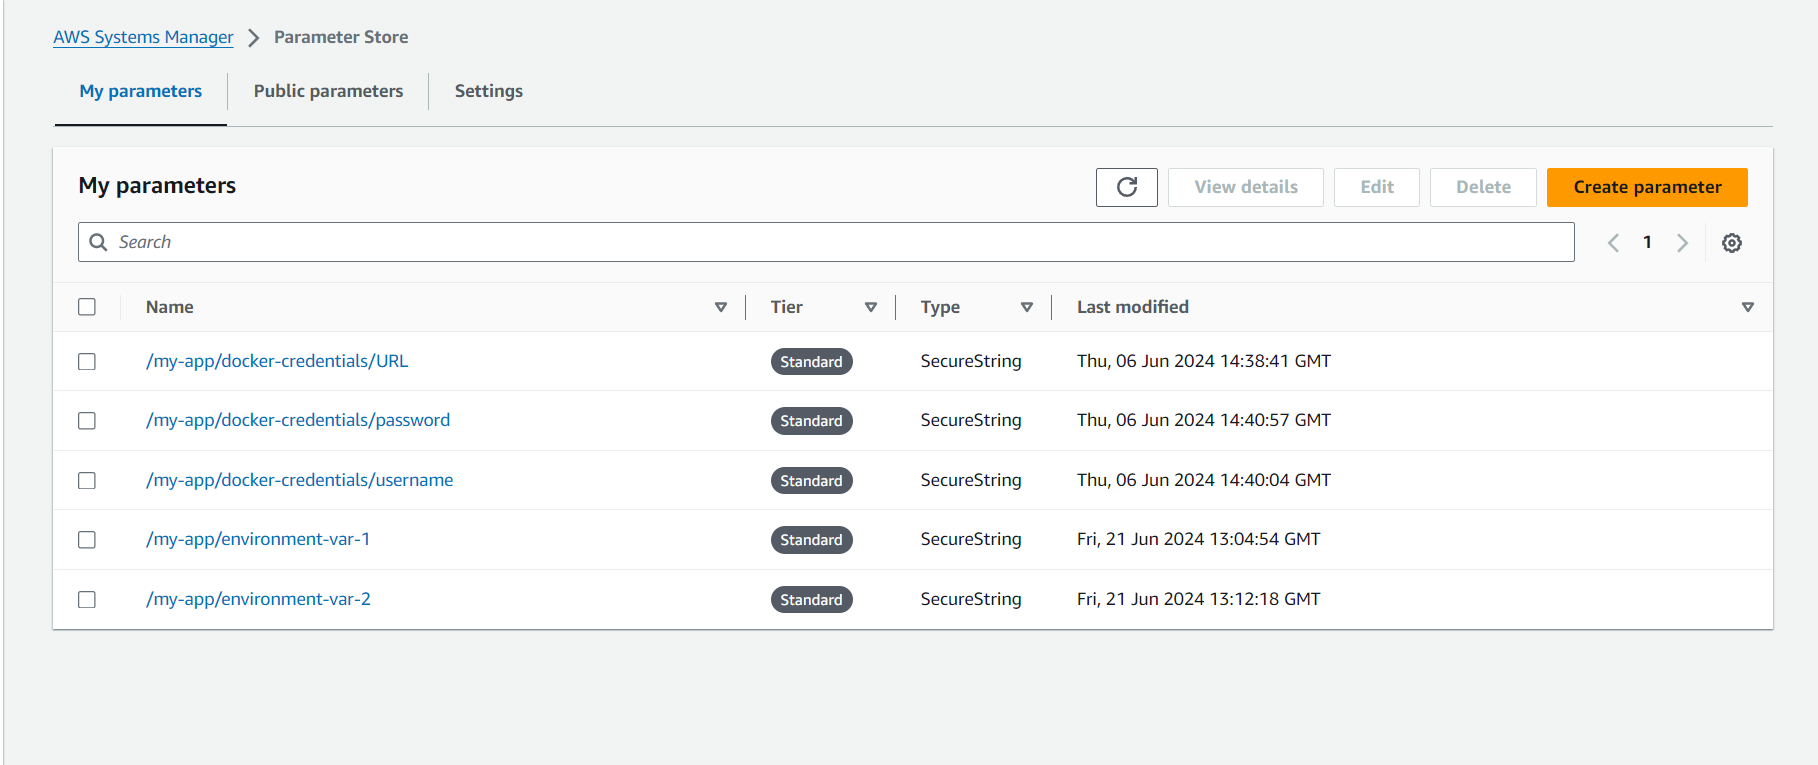 AWS Systems Manager > Parameter Store
My parameters Public parameters Settings
My parameters View details Edit Delete Create parameter
Search 1
Name Tier Type Last modified
/my-app/docker-credentials/URL Standard SecureString Thu, 06 Jun 2024 14:38:41 GMT
/my-app/docker-credentials/password Standard SecureString Thu, 06 Jun 2024 14:40:57 GMT
/my-app/docker-credentials/username Standard SecureString Thu, 06 Jun 2024 14:40:04 GMT
/my-app/environment-var-1 Standard SecureString Fri, 21 Jun 2024 13:04:54 GMT
/my-app/environment-var-2 Standard SecureString Fri, 21 Jun 2024 13:12:18 GMT